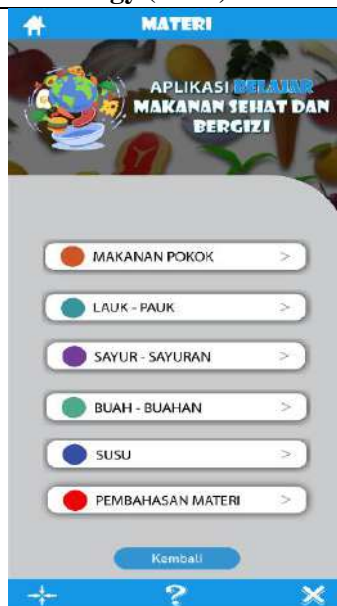 MATERI
APLIKASI BELAJAR
MAKANAN SEHAT DAN
BERGIZI
MAKANAN POKOK >
LAUK - PAUK >
SAYUR - SAYURAN >
BUAH - BUAHAN >
SUSU >
PEMBAHASAN MATERI >
Kembali
?